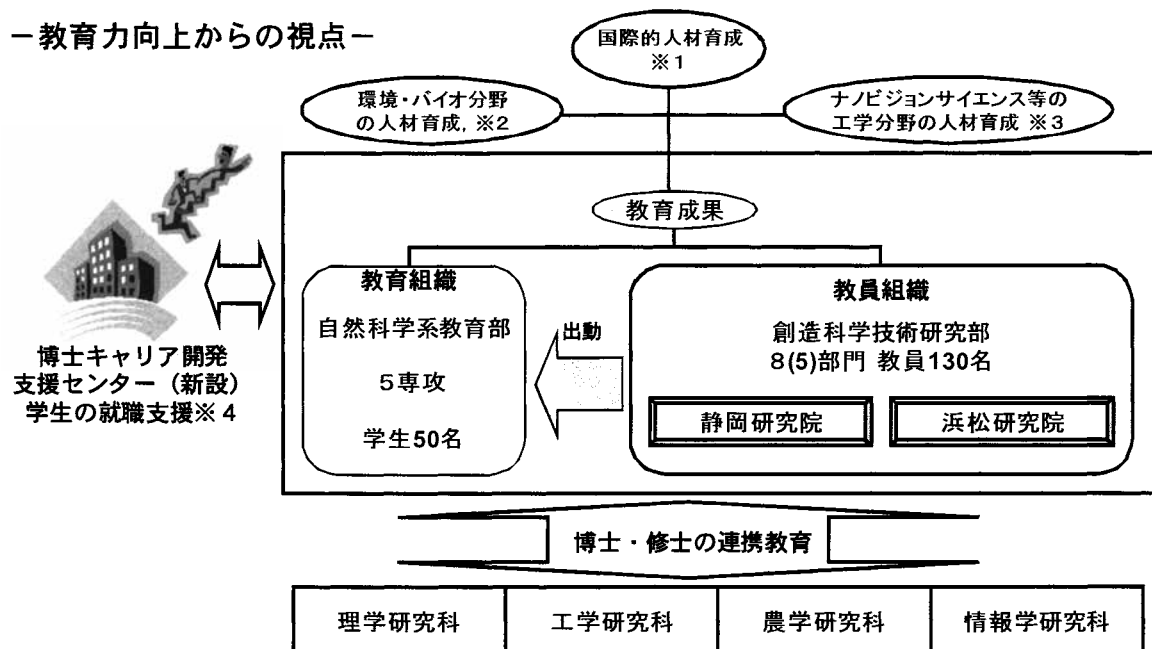 －教育力向上からの視点－
国際的人材育成
※１
環境・バイオ分野
の人材育成, ※２
ナノビジョンサイエンス等の
工学分野の人材育成 ※３
教育成果
教育組織
自然科学系教育部
５専攻
学生50名
出動
教員組織
創造科学技術研究部
８(5)部門 教員130名
静岡研究院
浜松研究院
博士キャリア開発
支援センター（新設）
学生の就職支援※４
博士・修士の連携教育
理学研究科
工学研究科
農学研究科
情報学研究科